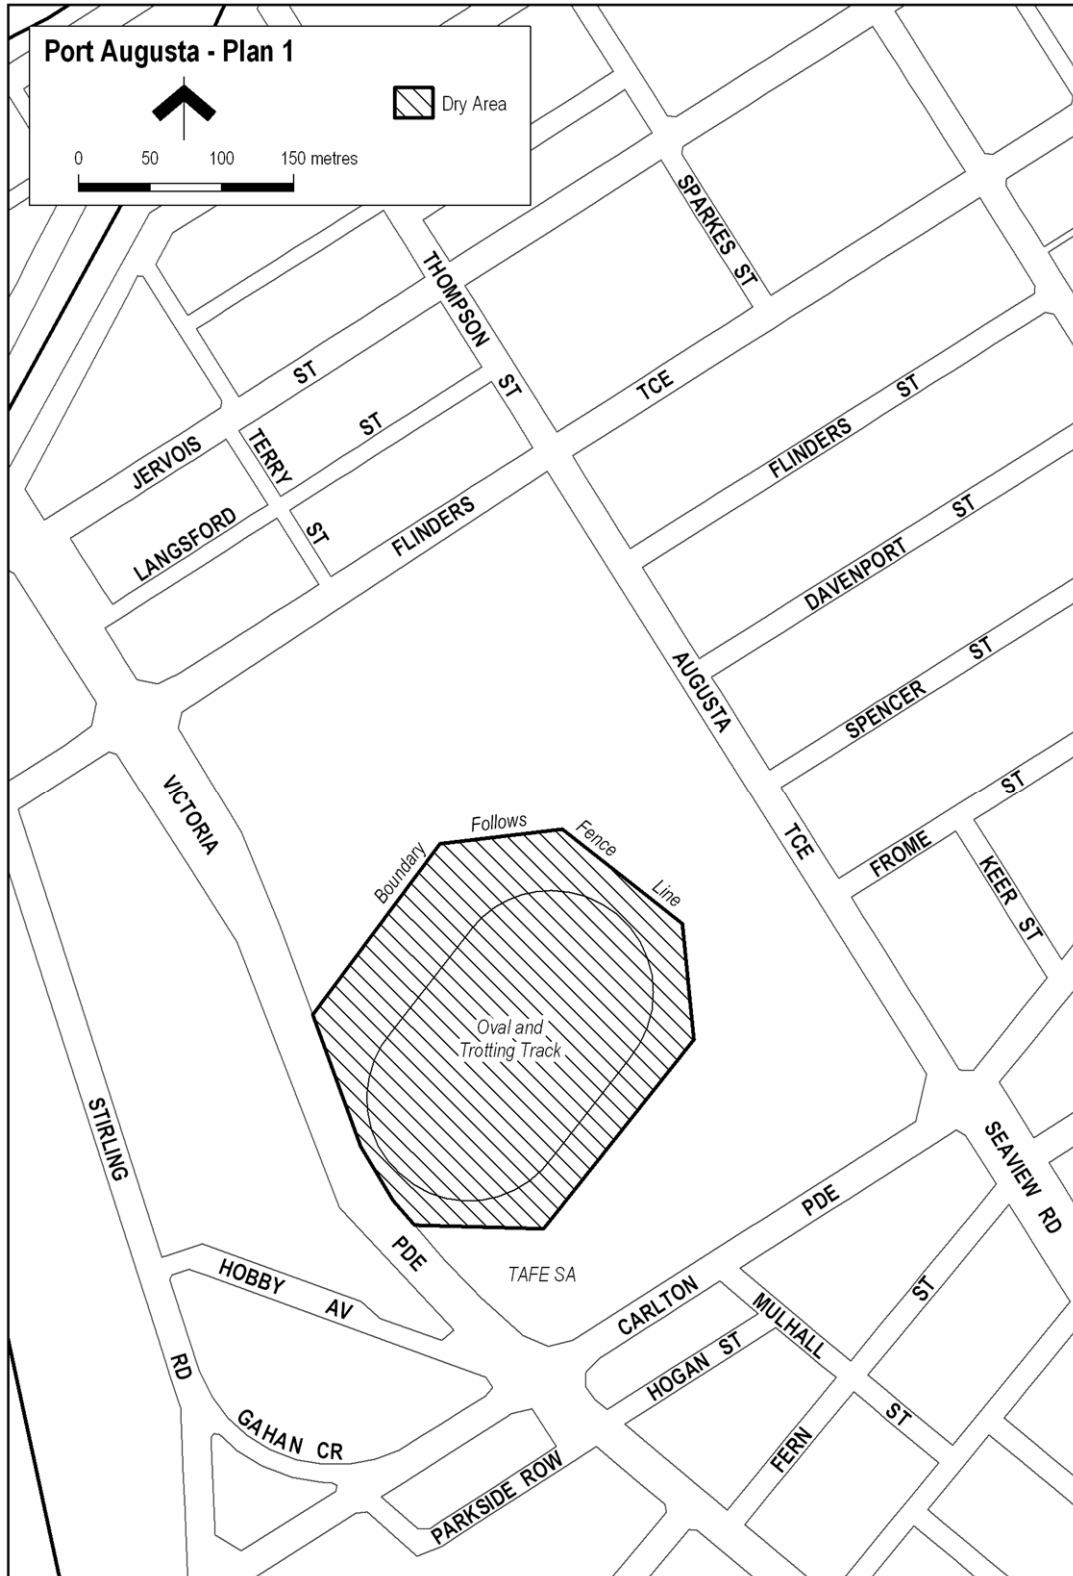 Port Augusta - Plan 1
Dry Area
0 50 100 150 metres
SPARKES ST
THOMPSON ST
JERVOIS ST
TERRY ST
LANGSFORD ST
FLINDERS TCE
FLINDERS ST
DAVENPORT ST
AUGUSTA TCE
SPENCER ST
FROME ST
KEER ST
VICTORIA PDE
Boundary Follows Fence Line
Oval and
Trotting Track
STIRLING RD
SEAVIEW RD
TAFE SA
CARLTON PDE
HOBBY AV
MULHALL ST
HOGAN ST
FERN ST
GAHAN CR
PARKSIDE ROW